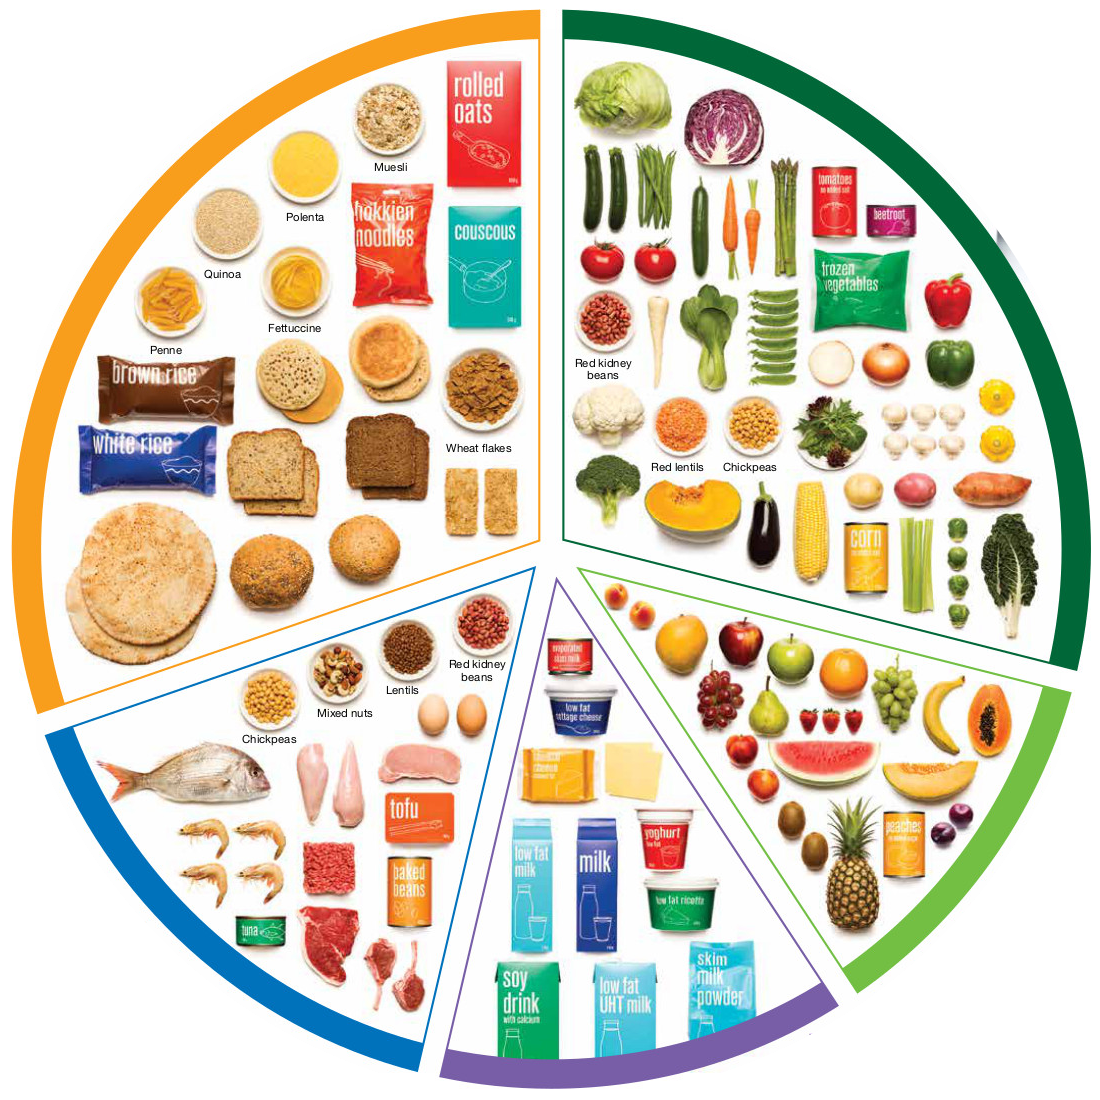 rolled
oats
Muesli
Polenta
hokkien
noodles
couscous
Quinoa
Fettuccine
Penne
brown rice
white rice
Wheat flakes
tomatoes
no added salt
beetroot
frozen
vegetables
Red kidney
beans
Red lentils
Chickpeas
corn
Red kidney
beans
Lentils
Mixed nuts
Chickpeas
tofu
baked
beans
tuna
evaporated
skim milk
low fat
cottage cheese
cheese
yoghurt
low fat
low fat
milk
milk
low fat ricotta
soy
drink
with calcium
low fat
UHT milk
skim
milk
powder
peaches